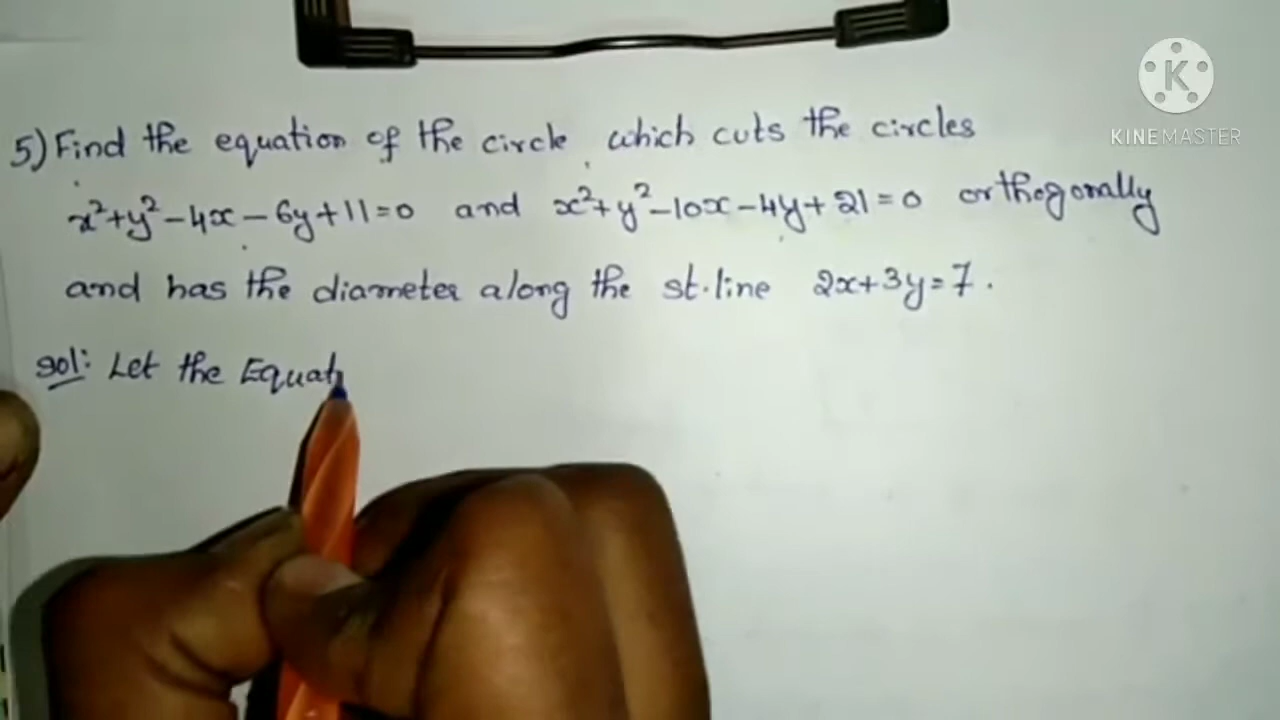 5) Find the equation of the circle which cuts the circles
x²+y²-4x-6y+11=0 and x²+y²-10x-4y+21=0 orthogonally
and has the diameter along the st.line 2x+3y=7.
Sol: Let the Equat
K
KINEMASTER